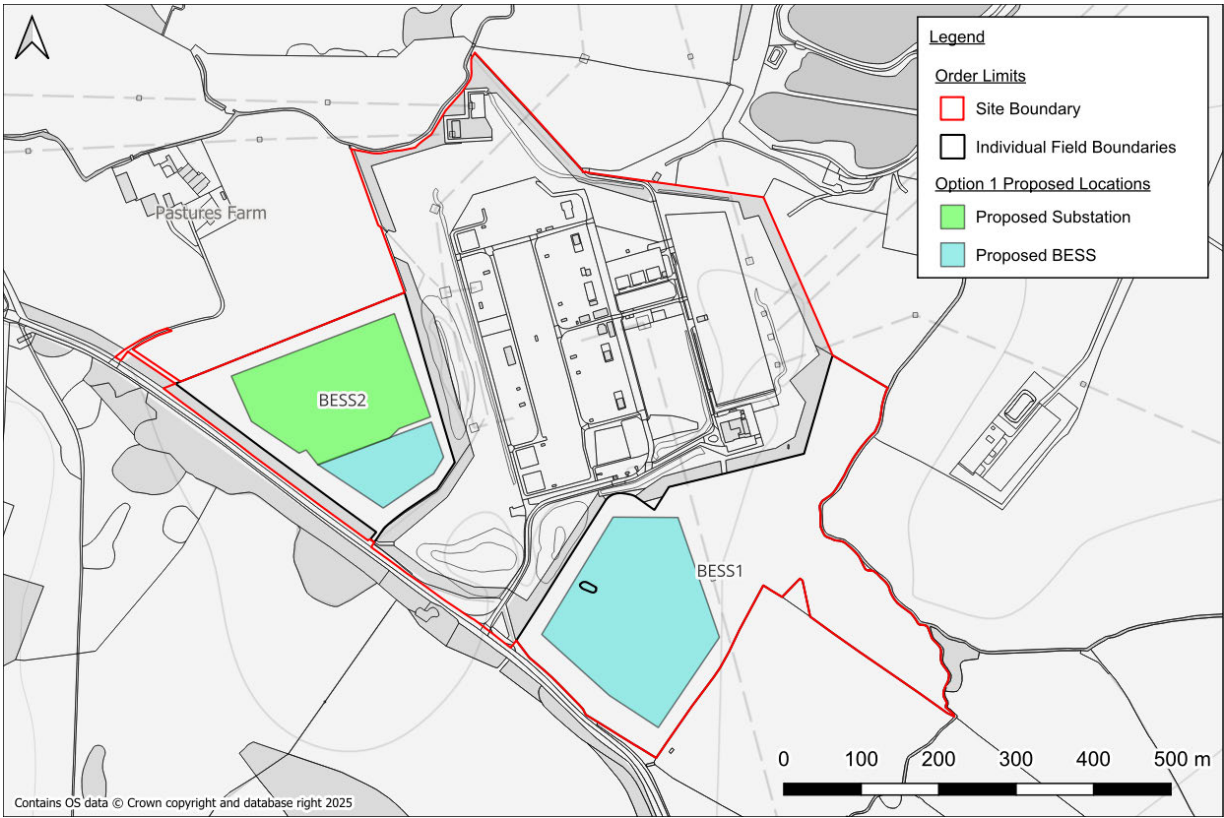 Legend
Order Limits
Site Boundary
Individual Field Boundaries
Option 1 Proposed Locations
Proposed Substation
Proposed BESS
Pastures Farm
BESS2
BESS1
0 100 200 300 400 500 m
Contains OS data © Crown copyright and database right 2025